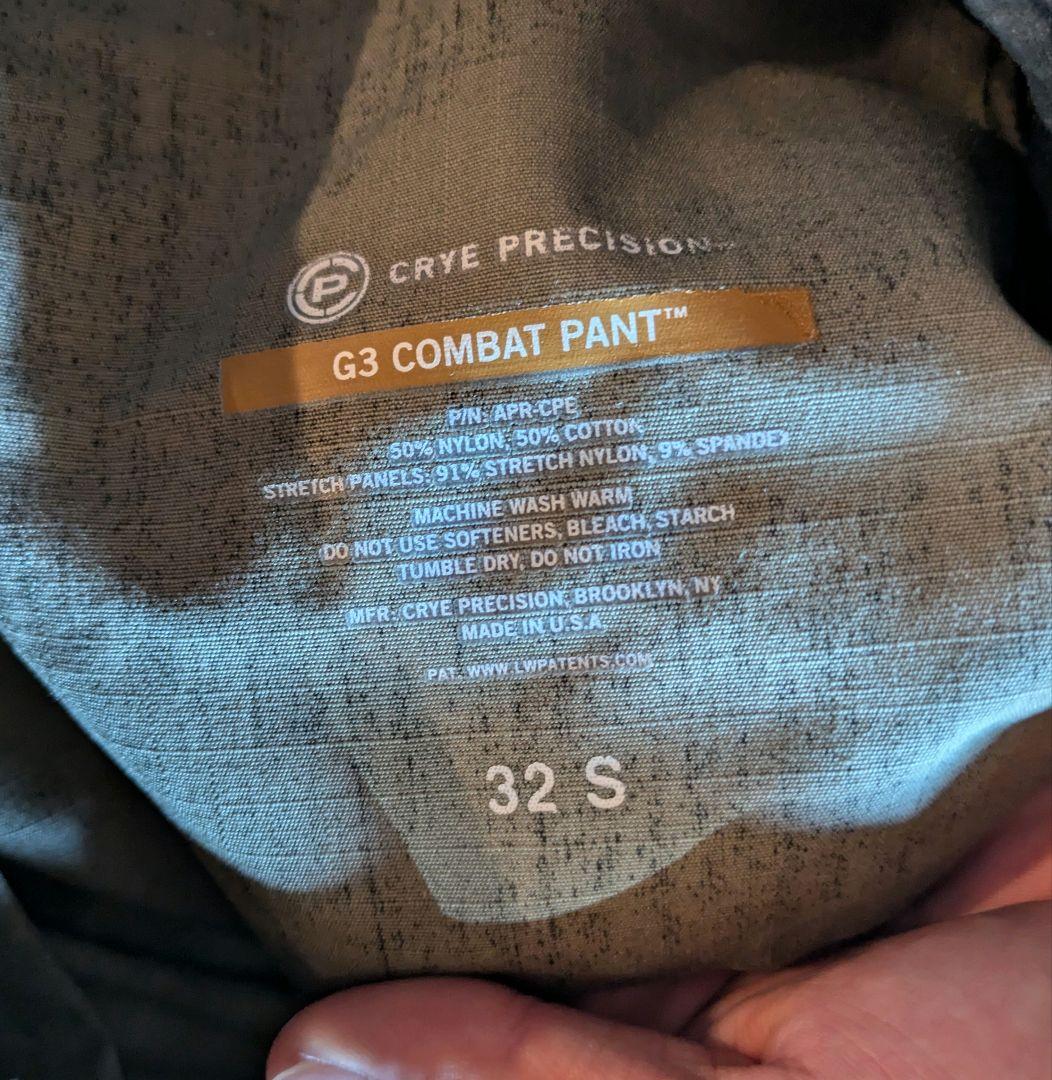 CP CRYE PRECISION™
G3 COMBAT PANT™
P/N: APR-CPE
50% NYLON, 50% COTTON
STRETCH PANELS: 91% STRETCH NYLON, 9% SPANDEX
MACHINE WASH WARM
DO NOT USE SOFTENERS, BLEACH, STARCH
TUMBLE DRY, DO NOT IRON
MFR: CRYE PRECISION, BROOKLYN, NY
MADE IN U.S.A.
PAT. WWW.LWPATENTS.COM
32 S